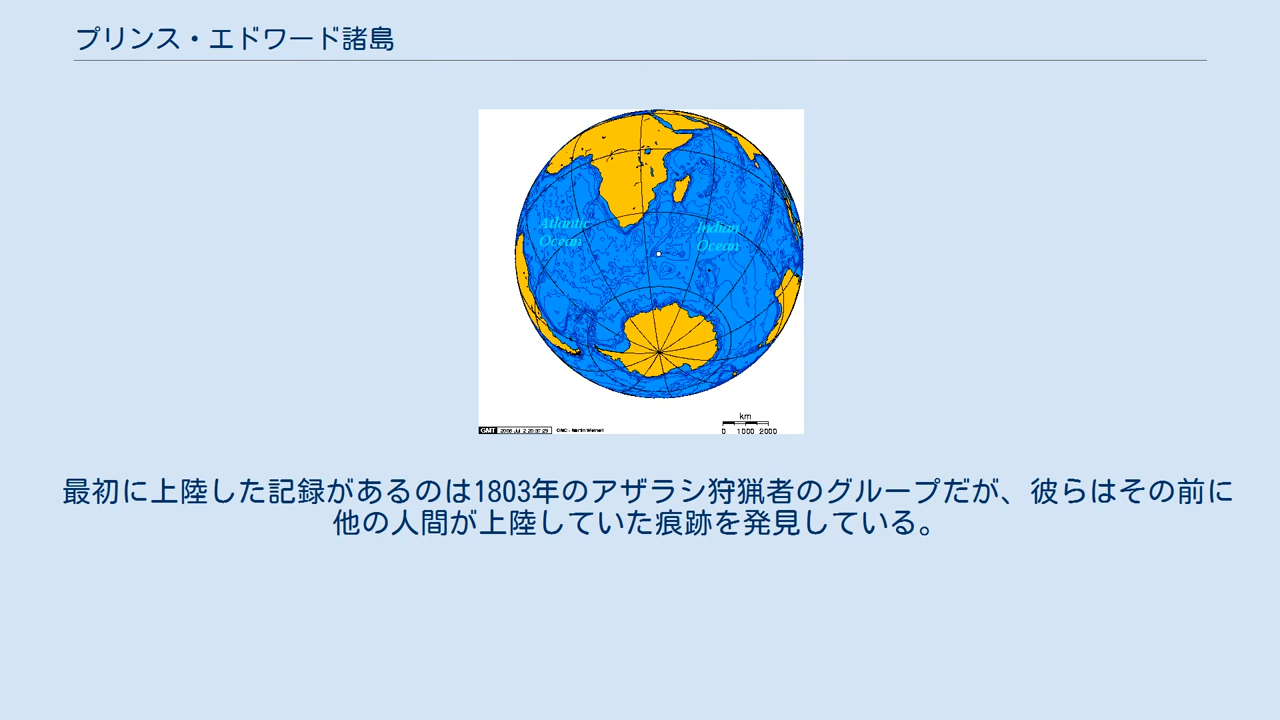 プリンス・エドワード諸島
Atlantic
Ocean
Indian
Ocean
km
0 1000 2000
GMT
最初に上陸した記録があるのは1803年のアザラシ狩猟者のグループだが、彼らはその前に
他の人間が上陸していた痕跡を発見している。